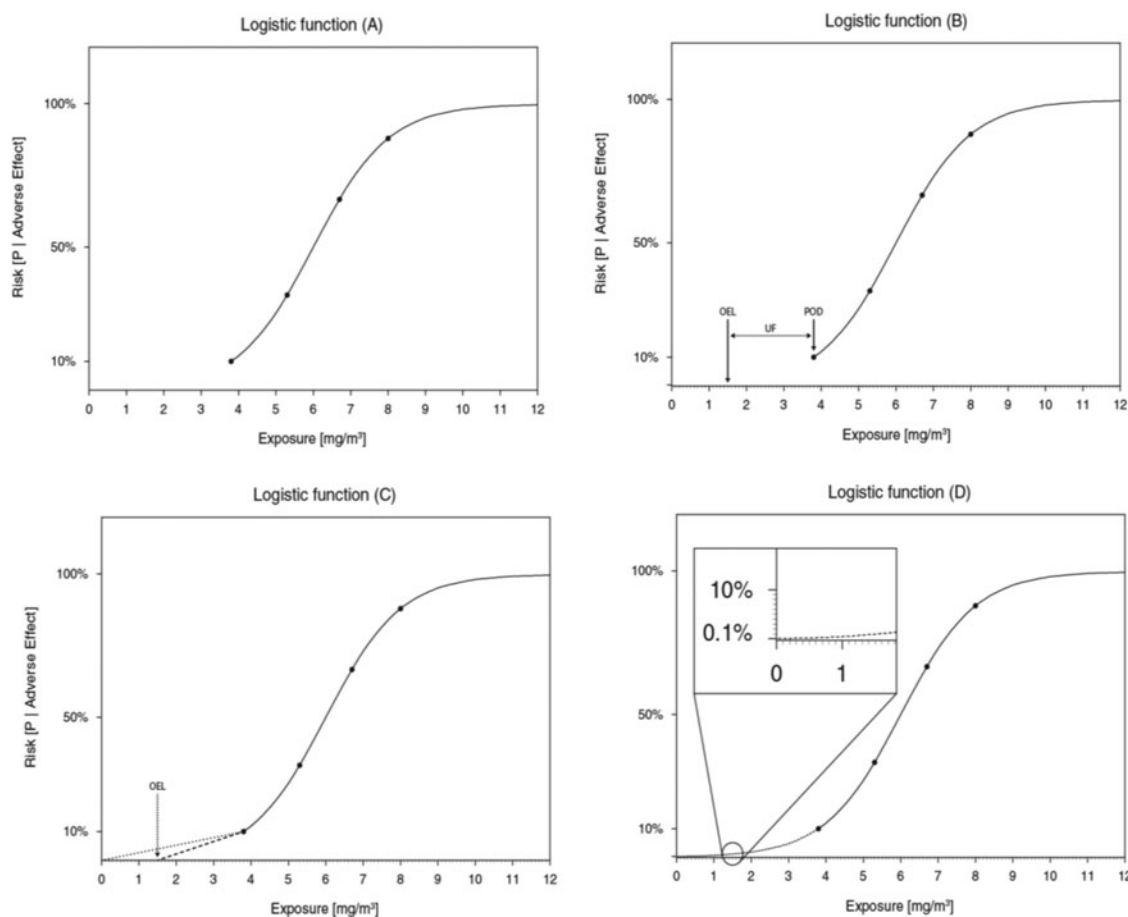 Logistic function (A)
Risk [P | Adverse Effect]
100%
50%
10%
0 1 2 3 4 5 6 7 8 9 10 11 12
Exposure [mg/m³]
Logistic function (B)
Risk [P | Adverse Effect]
100%
50%
10%
OEL
UF
POD
0 1 2 3 4 5 6 7 8 9 10 11 12
Exposure [mg/m³]
Logistic function (C)
Risk [P | Adverse Effect]
100%
50%
10%
OEL
0 1 2 3 4 5 6 7 8 9 10 11 12
Exposure [mg/m³]
Logistic function (D)
Risk [P | Adverse Effect]
100%
50%
10%
10%
0.1%
0 1
0 1 2 3 4 5 6 7 8 9 10 11 12
Exposure [mg/m³]